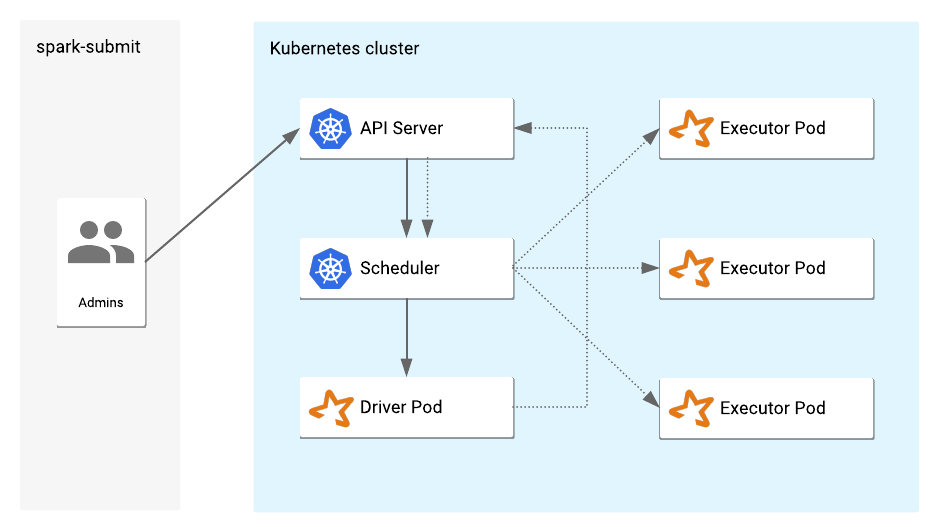 spark-submit
Kubernetes cluster
API Server
Executor Pod
Admins
Scheduler
Executor Pod
Driver Pod
Executor Pod